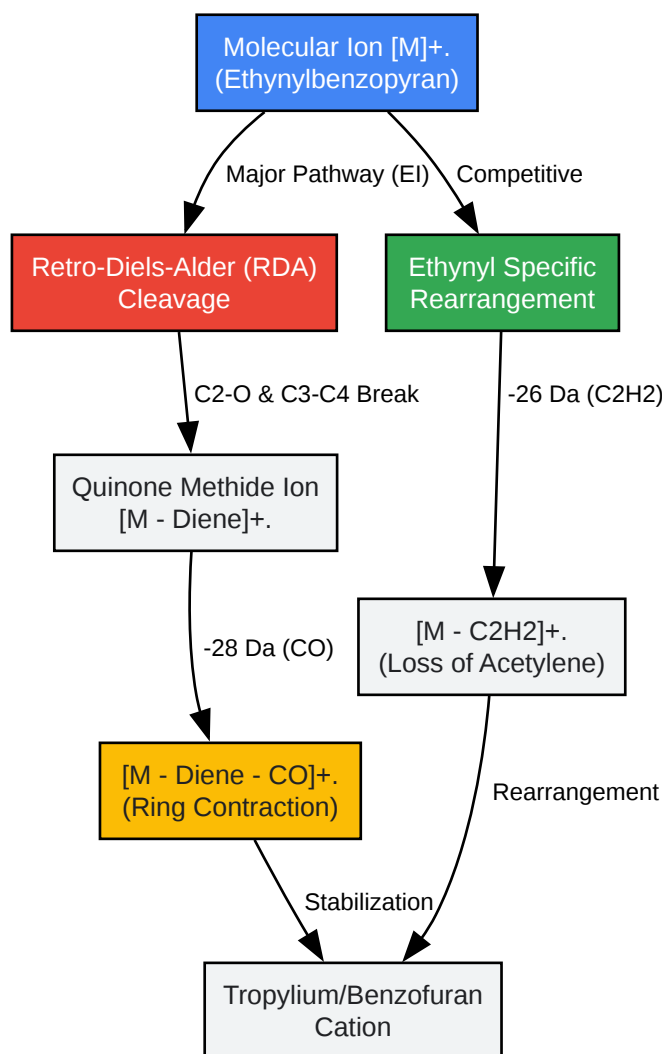 Molecular Ion [M]+.
(Ethynylbenzopyran)
Major Pathway (EI)
Competitive
Retro-Diels-Alder (RDA)
Cleavage
Ethynyl Specific
Rearrangement
C2-O & C3-C4 Break
-26 Da (C2H2)
Quinone Methide Ion
[M - Diene]+.
-28 Da (CO)
[M - C2H2]+.
(Loss of Acetylene)
[M - Diene - CO]+.
(Ring Contraction)
Rearrangement
Stabilization
Tropylium/Benzofuran
Cation